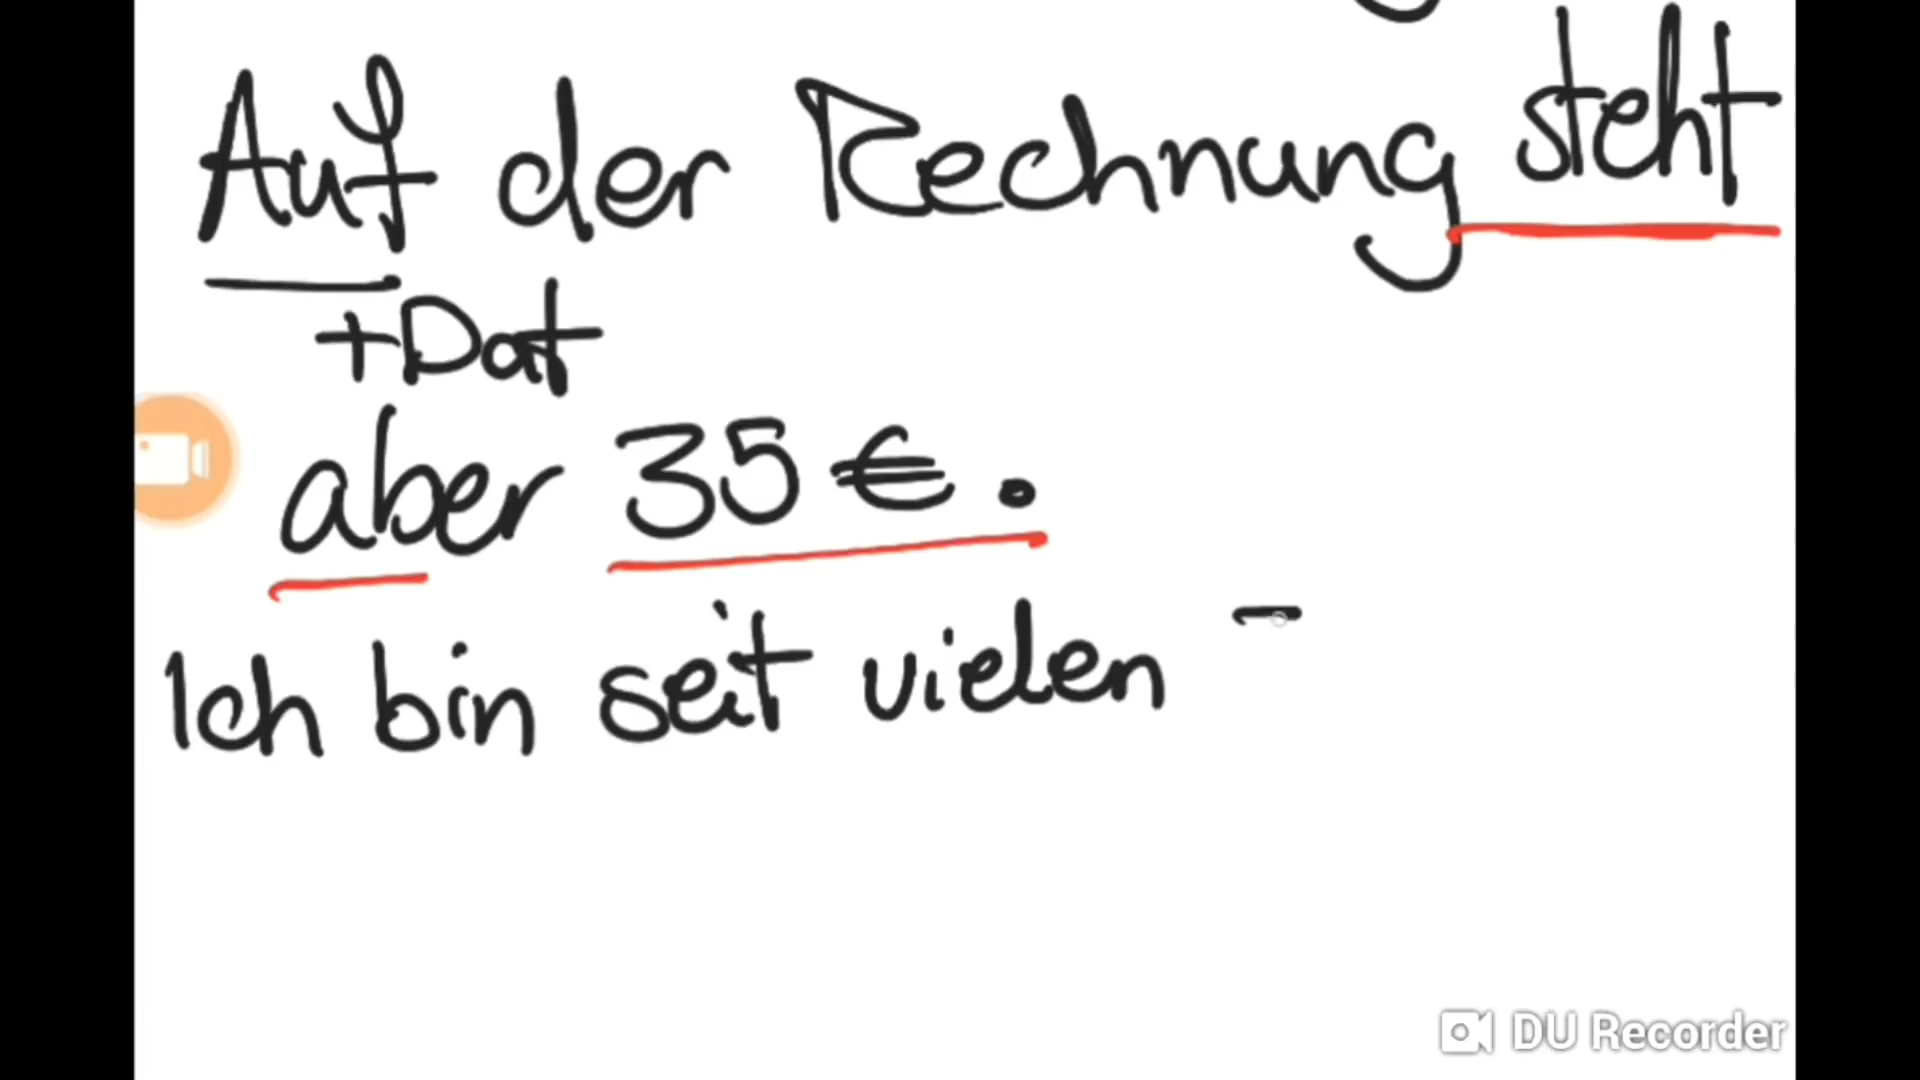 Auf der Rechnung steht
+Dat
aber 35 €.
Ich bin seit vielen
DU Recorder